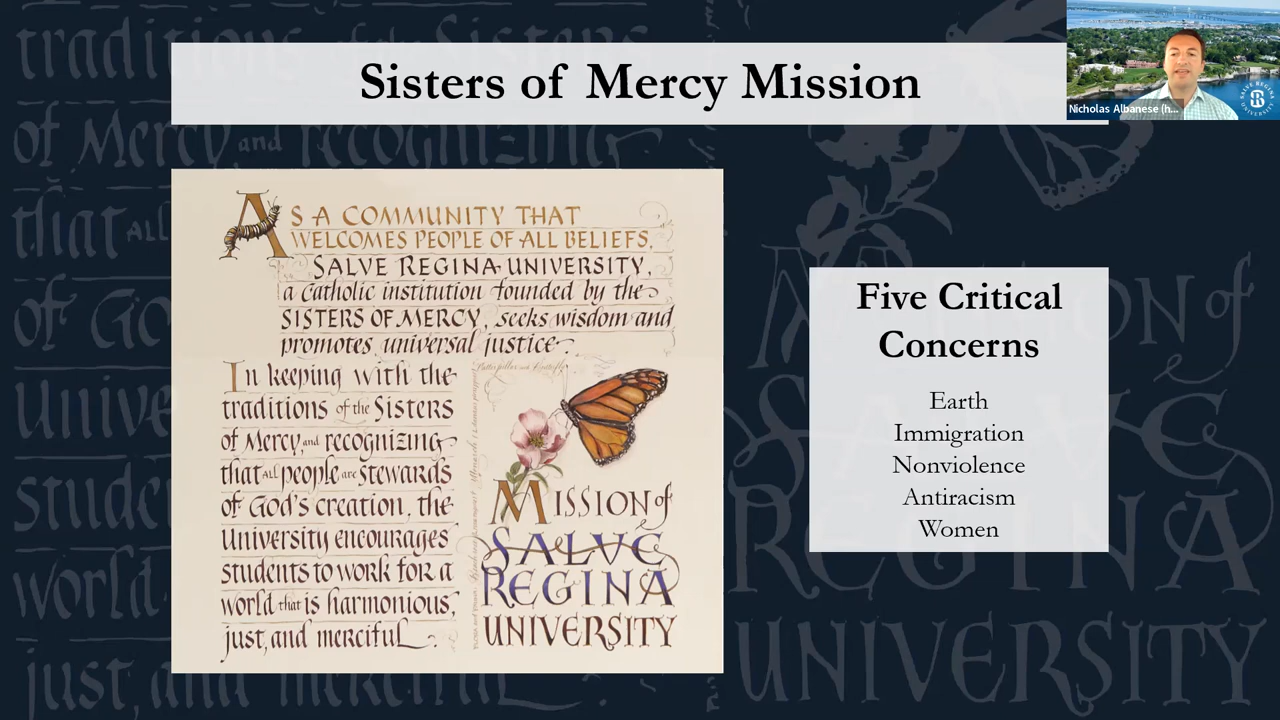 Sisters of Mercy Mission
Nicholas Albanese (h...
SALVE REGINA
UNIVERSITY
AS A COMMUNITY THAT
WELCOMES PEOPLE OF ALL BELIEFS,
SALVE REGINA UNIVERSITY,
a Catholic institution founded by the
SISTERS OF MERCY, seeks wisdom and
promotes universal justice.
In keeping with the
traditions of the Sisters
of Mercy and recognizing
that ALL people are stewards
of God's creation, the
University encourages
students to work for a
world that is harmonious,
just, and merciful.
MISSION of
SALVE
REGINA
UNIVERSITY
Five Critical
Concerns
Earth
Immigration
Nonviolence
Antiracism
Women